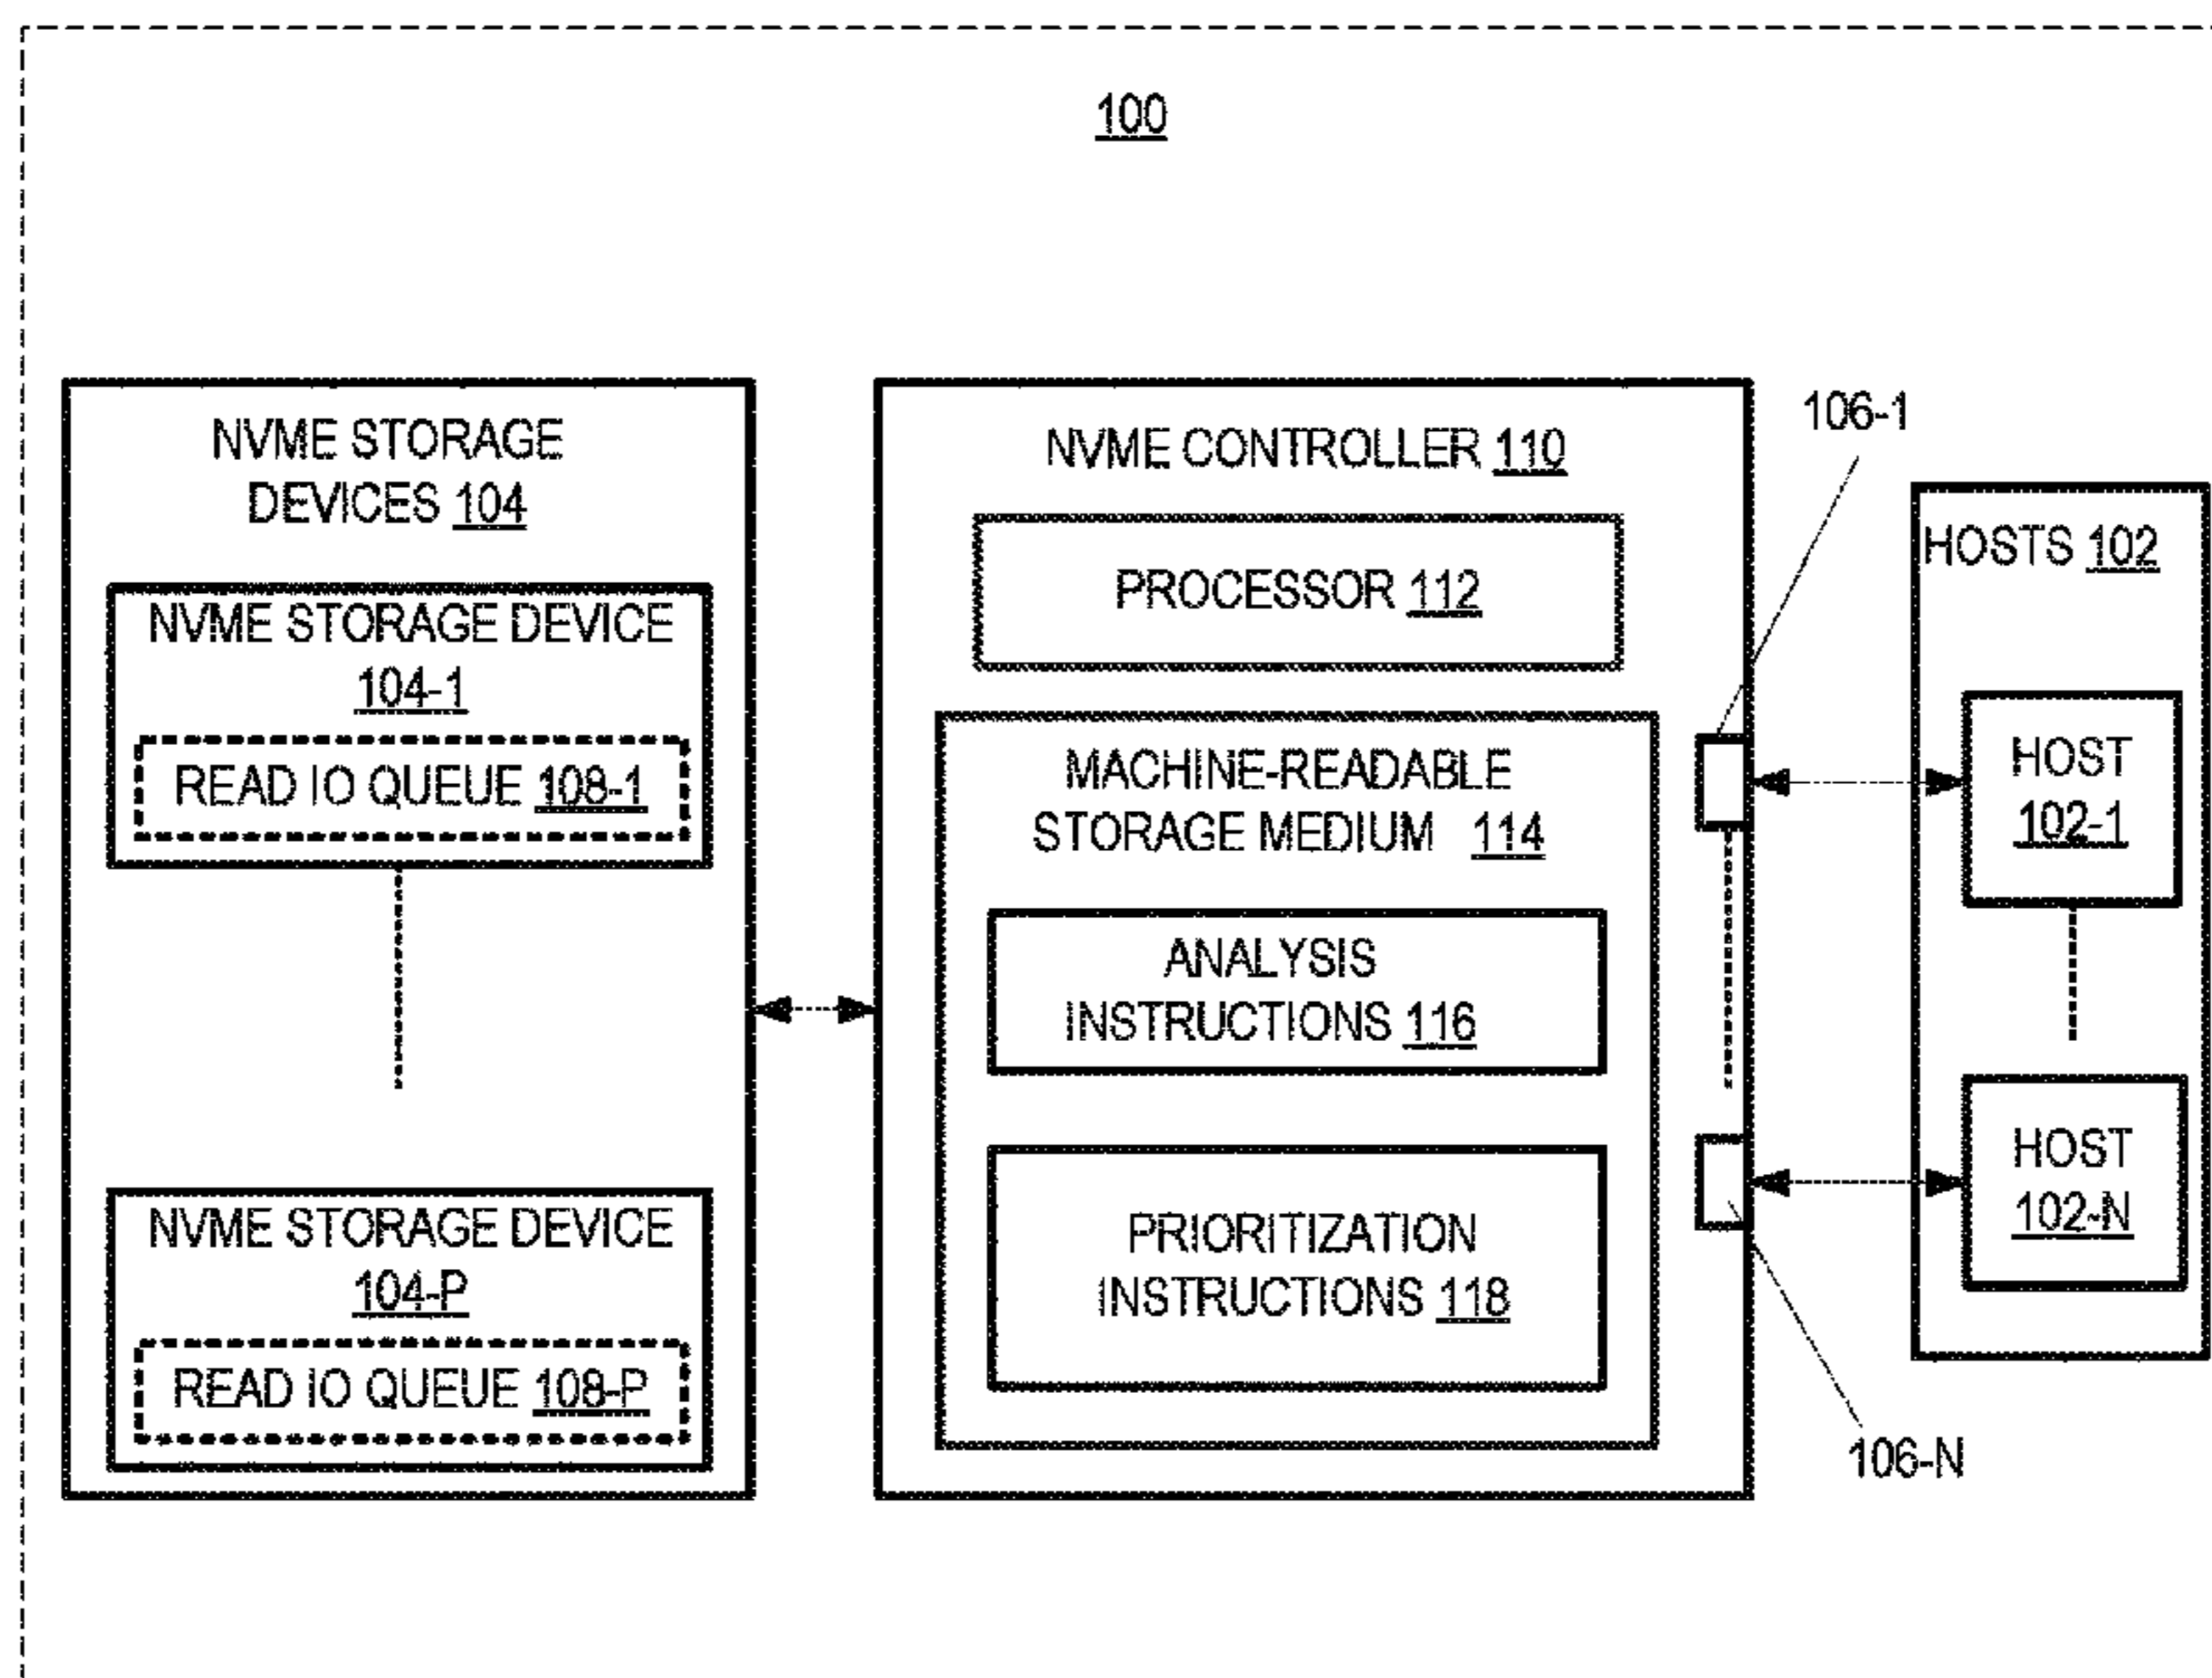 100
NVME STORAGE
DEVICES 104
NVME STORAGE DEVICE
104-1
READ IO QUEUE 108-1
NVME STORAGE DEVICE
104-P
READ IO QUEUE 108-P
NVME CONTROLLER 110
PROCESSOR 112
MACHINE-READABLE
STORAGE MEDIUM 114
ANALYSIS
INSTRUCTIONS 116
PRIORITIZATION
INSTRUCTIONS 118
106-1
106-N
HOSTS 102
HOST
102-1
HOST
102-N